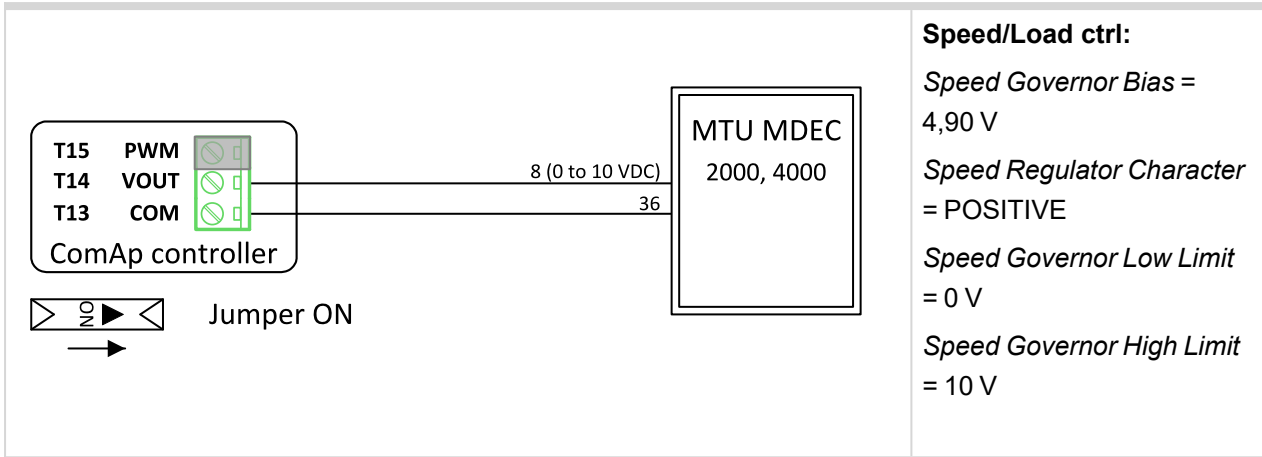 T15 PWM
T14 VOUT
T13 COM
ComAp controller
ON
Jumper ON
8 (0 to 10 VDC)
36
MTU MDEC
2000, 4000
Speed/Load ctrl:
Speed Governor Bias =
4,90 V
Speed Regulator Character
= POSITIVE
Speed Governor Low Limit
= 0 V
Speed Governor High Limit
= 10 V